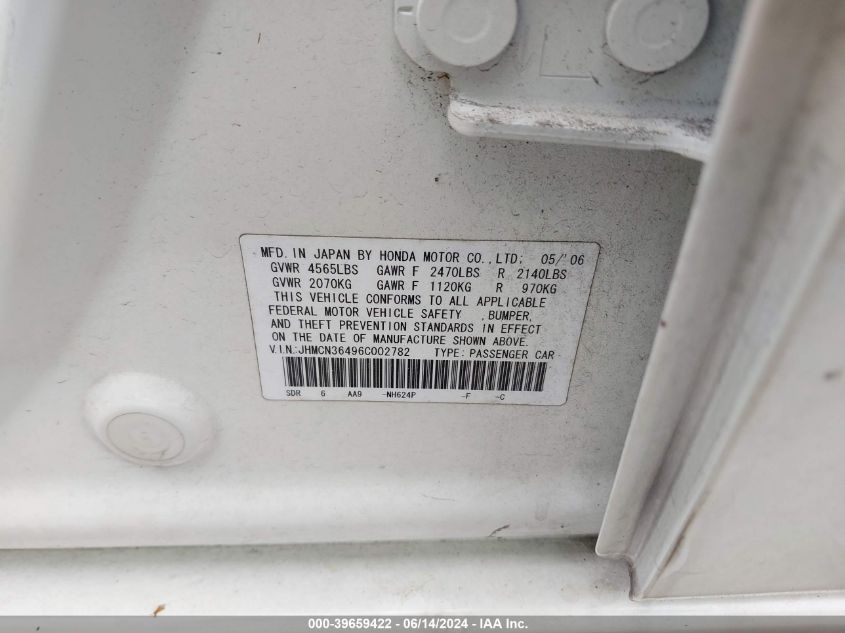 MFD. IN JAPAN BY HONDA MOTOR CO., LTD; 05/'06
GVWR 4565LBS GAWR F 2470LBS R 2140LBS
GVWR 2070KG GAWR F 1120KG R 970KG
THIS VEHICLE CONFORMS TO ALL APPLICABLE
FEDERAL MOTOR VEHICLE SAFETY ,BUMPER,
AND THEFT PREVENTION STANDARDS IN EFFECT
ON THE DATE OF MANUFACTURE SHOWN ABOVE.
V.I.N.:JHMCN36496C002782 TYPE: PASSENGER CAR
SDR 6 AA9 -NH624P -F -C
000-39659422 - 06/14/2024 - IAA Inc.